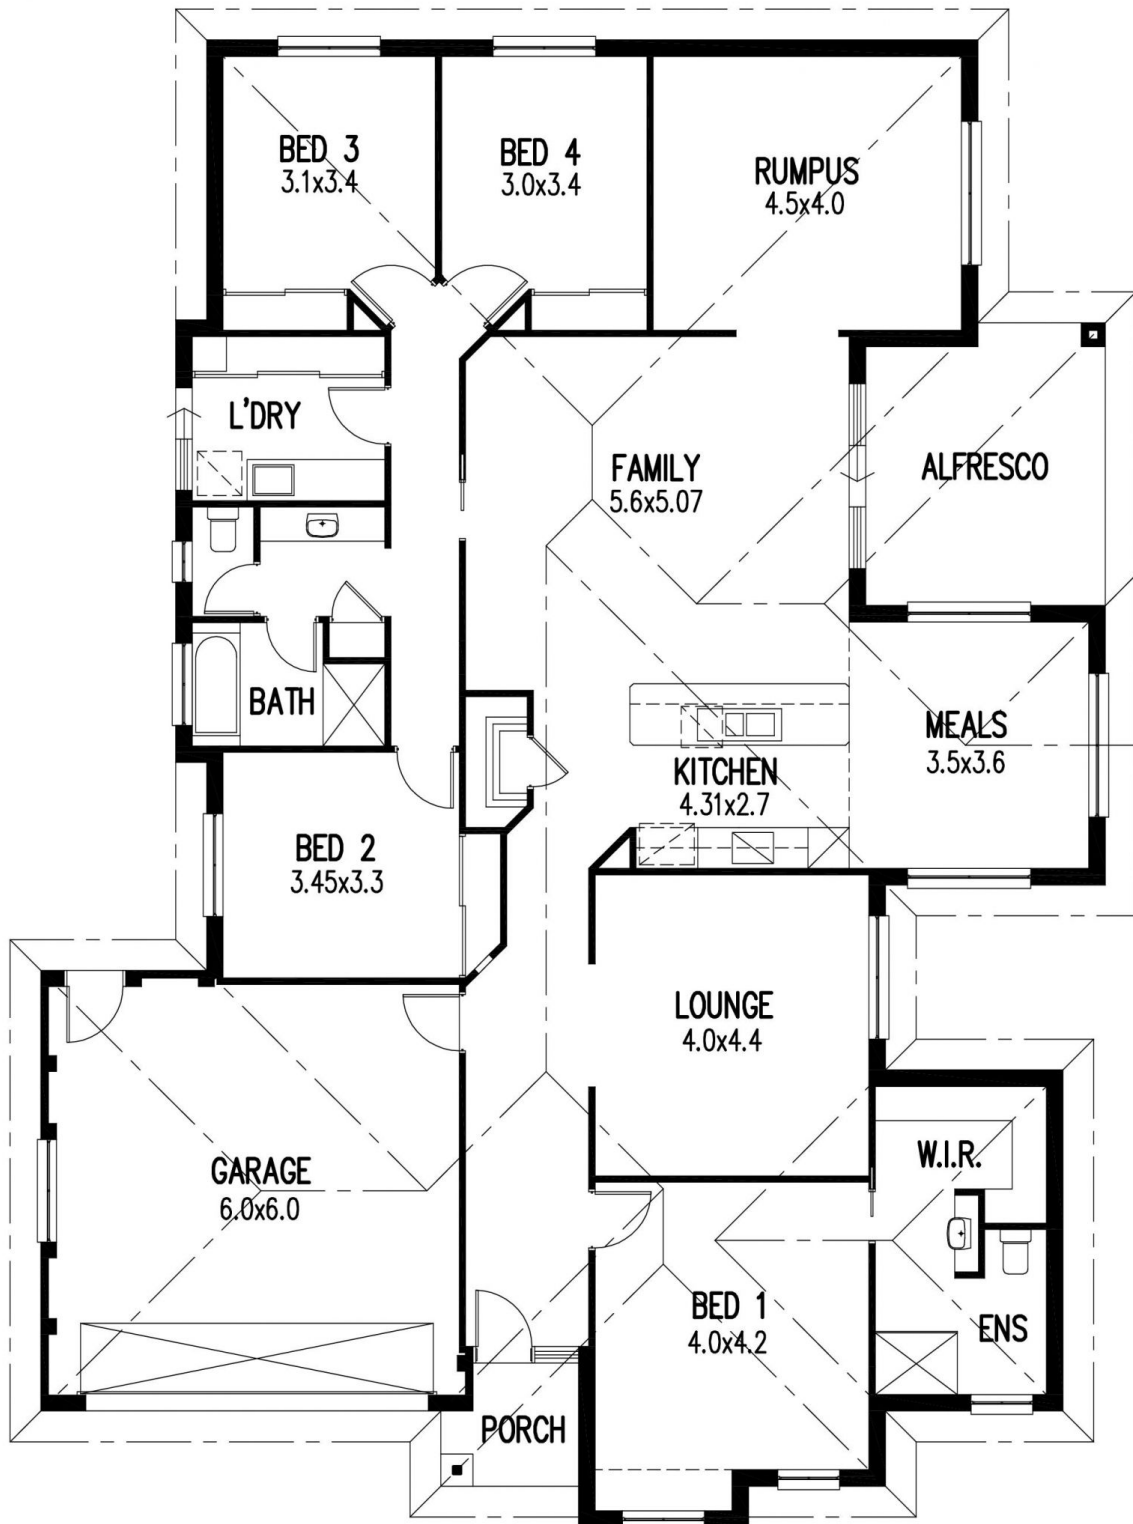 BED 3
3.1x3.4
BED 4
3.0x3.4
RUMPUS
4.5x4.0
L'DRY
FAMILY
5.6x5.07
ALFRESCO
BATH
MEALS
3.5x3.6
KITCHEN
4.31x2.7
BED 2
3.45x3.3
LOUNGE
4.0x4.4
GARAGE
6.0x6.0
W.I.R.
BED 1
4.0x4.2
ENS
PORCH